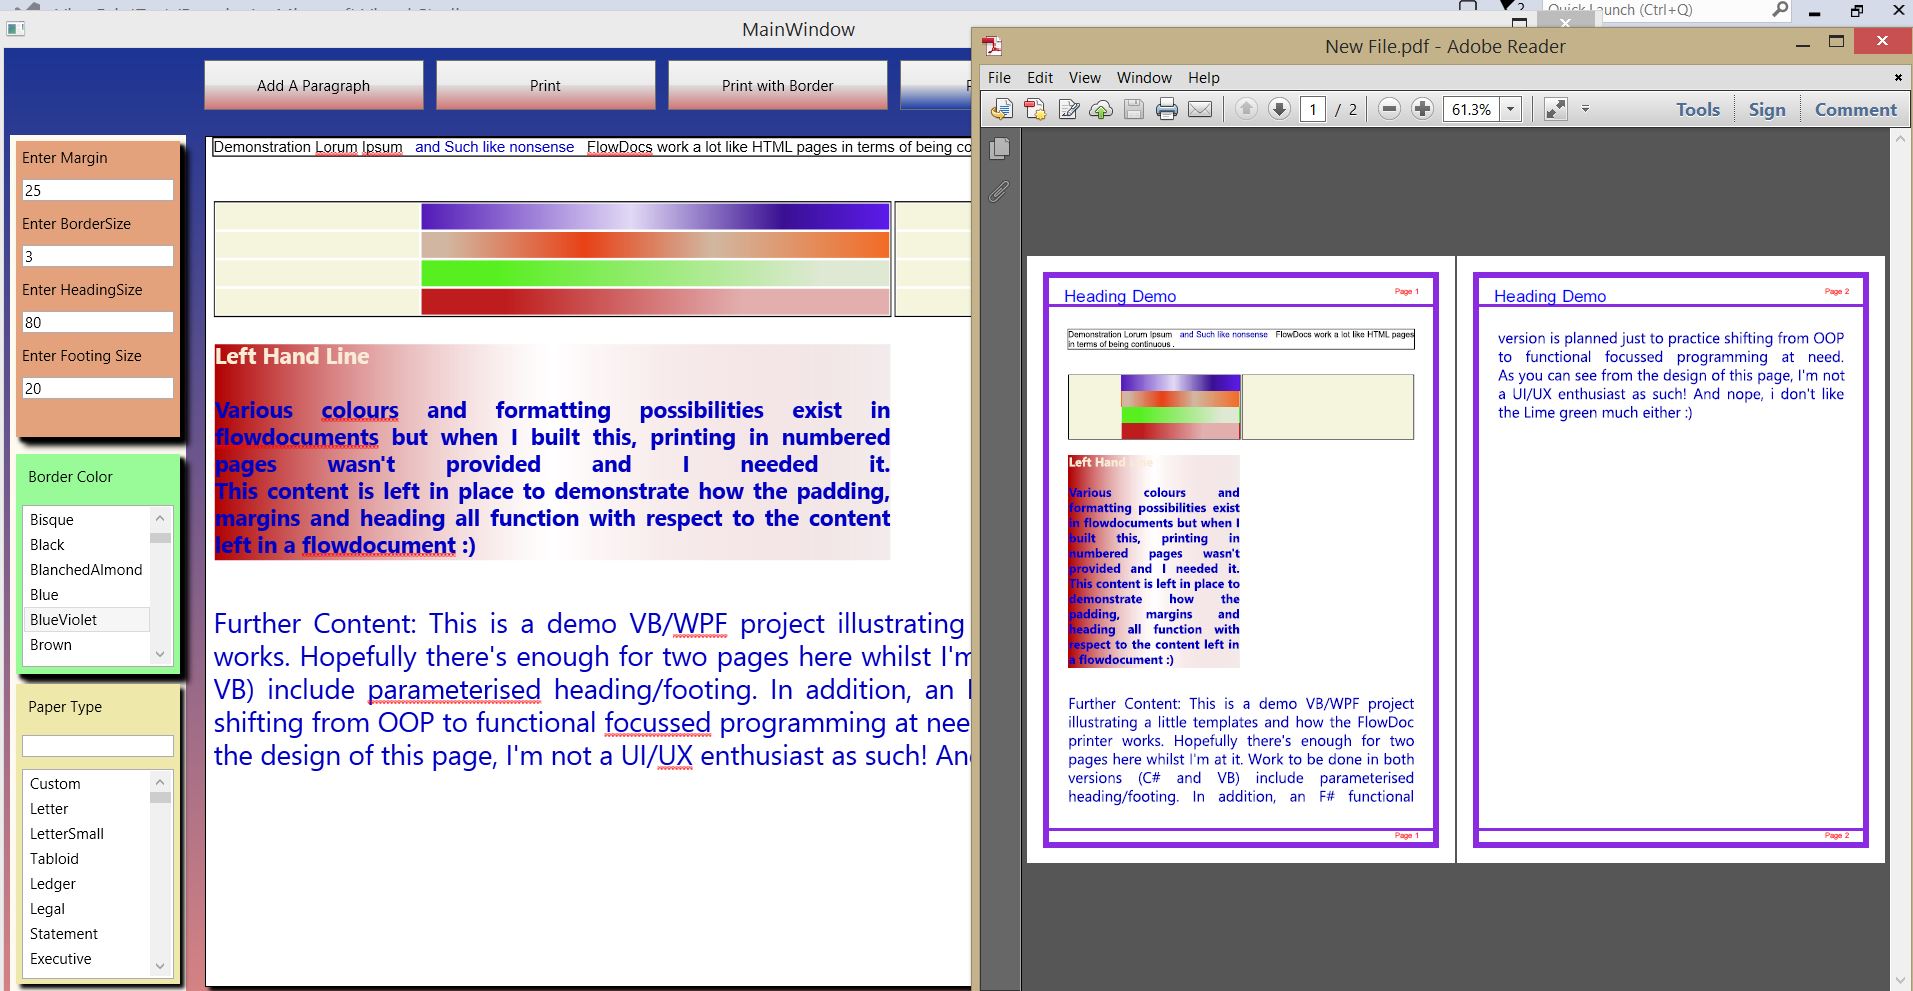 Quick Launch (Ctrl+Q)
2
MainWindow
Add A Paragraph
Print
Print with Border
Enter Margin
25
Enter BorderSize
3
Enter HeadingSize
80
Enter Footing Size
20
Border Color
Bisque
Black
BlanchedAlmond
Blue
BlueViolet
Brown
Paper Type
Custom
Letter
LetterSmall
Tabloid
Ledger
Legal
Statement
Executive
Demonstration Lorum Ipsum and Such like nonsense FlowDocs work a lot like HTML pages in terms of being co
Left Hand Line
Various colours and formatting possibilities exist in
flowdocuments but when I built this, printing in numbered
pages wasn't provided and I needed it.
This content is left in place to demonstrate how the padding,
margins and heading all function with respect to the content
left in a flowdocument :)
Further Content: This is a demo VB/WPF project illustrating
works. Hopefully there's enough for two pages here whilst I'm
VB) include parameterised heading/footing. In addition, an
shifting from OOP to functional focussed programming at nee
the design of this page, I'm not a UI/UX enthusiast as such! An
New File.pdf - Adobe Reader
File Edit View Window Help
1 / 2
61.3%
Tools Sign Comment
Heading Demo
Page 1
Demonstration Lorum Ipsum and Such like nonsense FlowDocs work a lot like HTML pages
in terms of being continuous .
Left Hand Line
Various colours and
formatting possibilities exist
in flowdocuments but when I
built this, printing in
numbered pages wasn't
provided and I needed it.
This content is left in place to
demonstrate how the
padding, margins and
heading all function with
respect to the content left in
a flowdocument :)
Further Content: This is a demo VB/WPF project
illustrating a little templates and how the FlowDoc
printer works. Hopefully there's enough for two
pages here whilst I'm at it. Work to be done in both
versions (C# and VB) include parameterised
heading/footing. In addition, an F# functional
Page 1
Heading Demo
Page 2
version is planned just to practice shifting from OOP
to functional focussed programming at need.
As you can see from the design of this page, I'm not
a UI/UX enthusiast as such! And nope, i don't like
the Lime green much either :)
Page 2